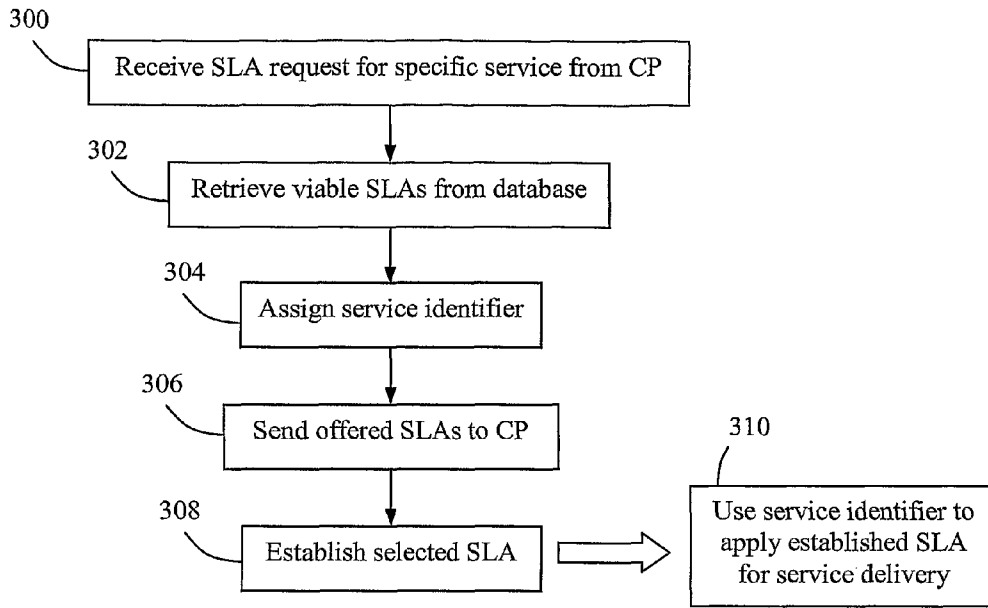 300
Receive SLA request for specific service from CP
302
Retrieve viable SLAs from database
304
Assign service identifier
306
Send offered SLAs to CP
308
Establish selected SLA
310
Use service identifier to
apply established SLA
for service delivery